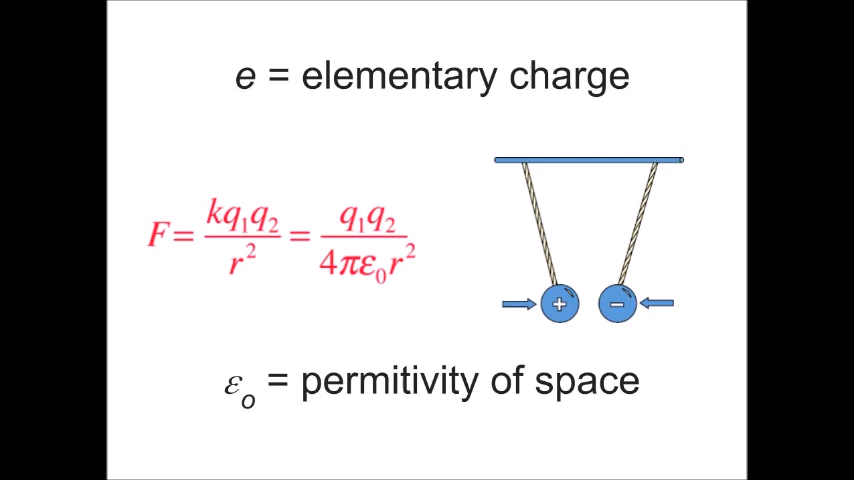 e = elementary charge
F = kq₁q₂/r² = q₁q₂/4πε₀r²
+ −
εₒ = permitivity of space